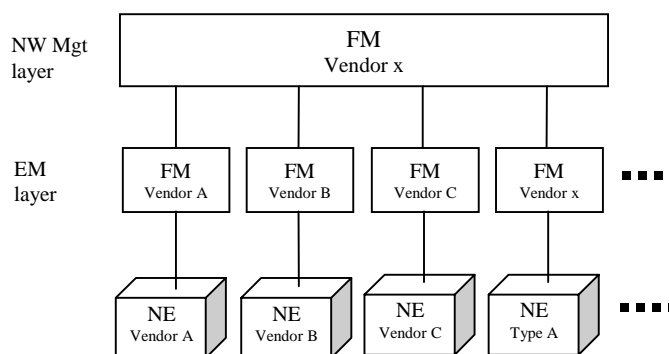 NW Mgt
layer
FM
Vendor x
EM
layer
FM
Vendor A
FM
Vendor B
FM
Vendor C
FM
Vendor x
NE
Vendor A
NE
Vendor B
NE
Vendor C
NE
Type A